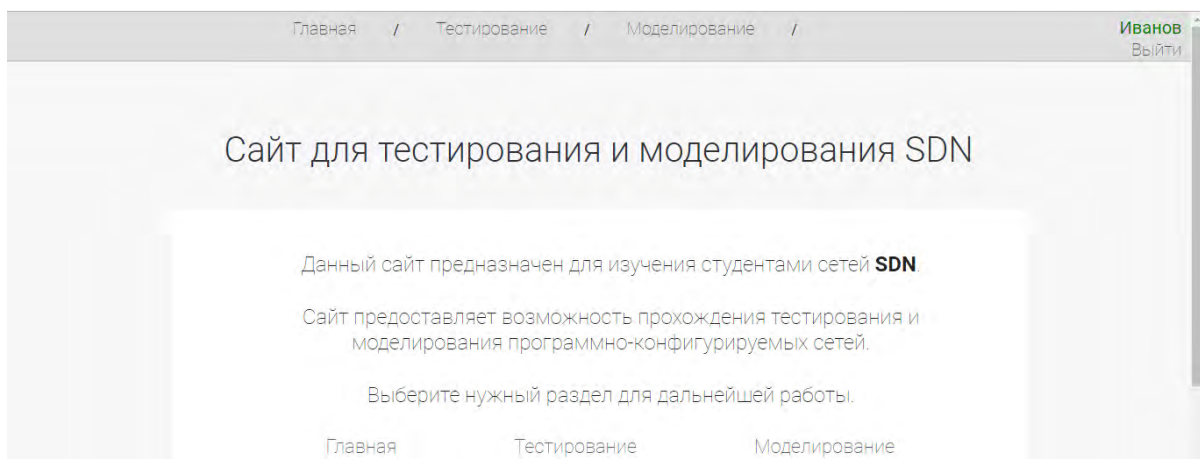 Главная / Тестирование / Моделирование / Иванов
Выйти
Сайт для тестирования и моделирования SDN
Данный сайт предназначен для изучения студентами сетей SDN.
Сайт предоставляет возможность прохождения тестирования и
моделирования программно-конфигурируемых сетей.
Выберите нужный раздел для дальнейшей работы.
Главная Тестирование Моделирование